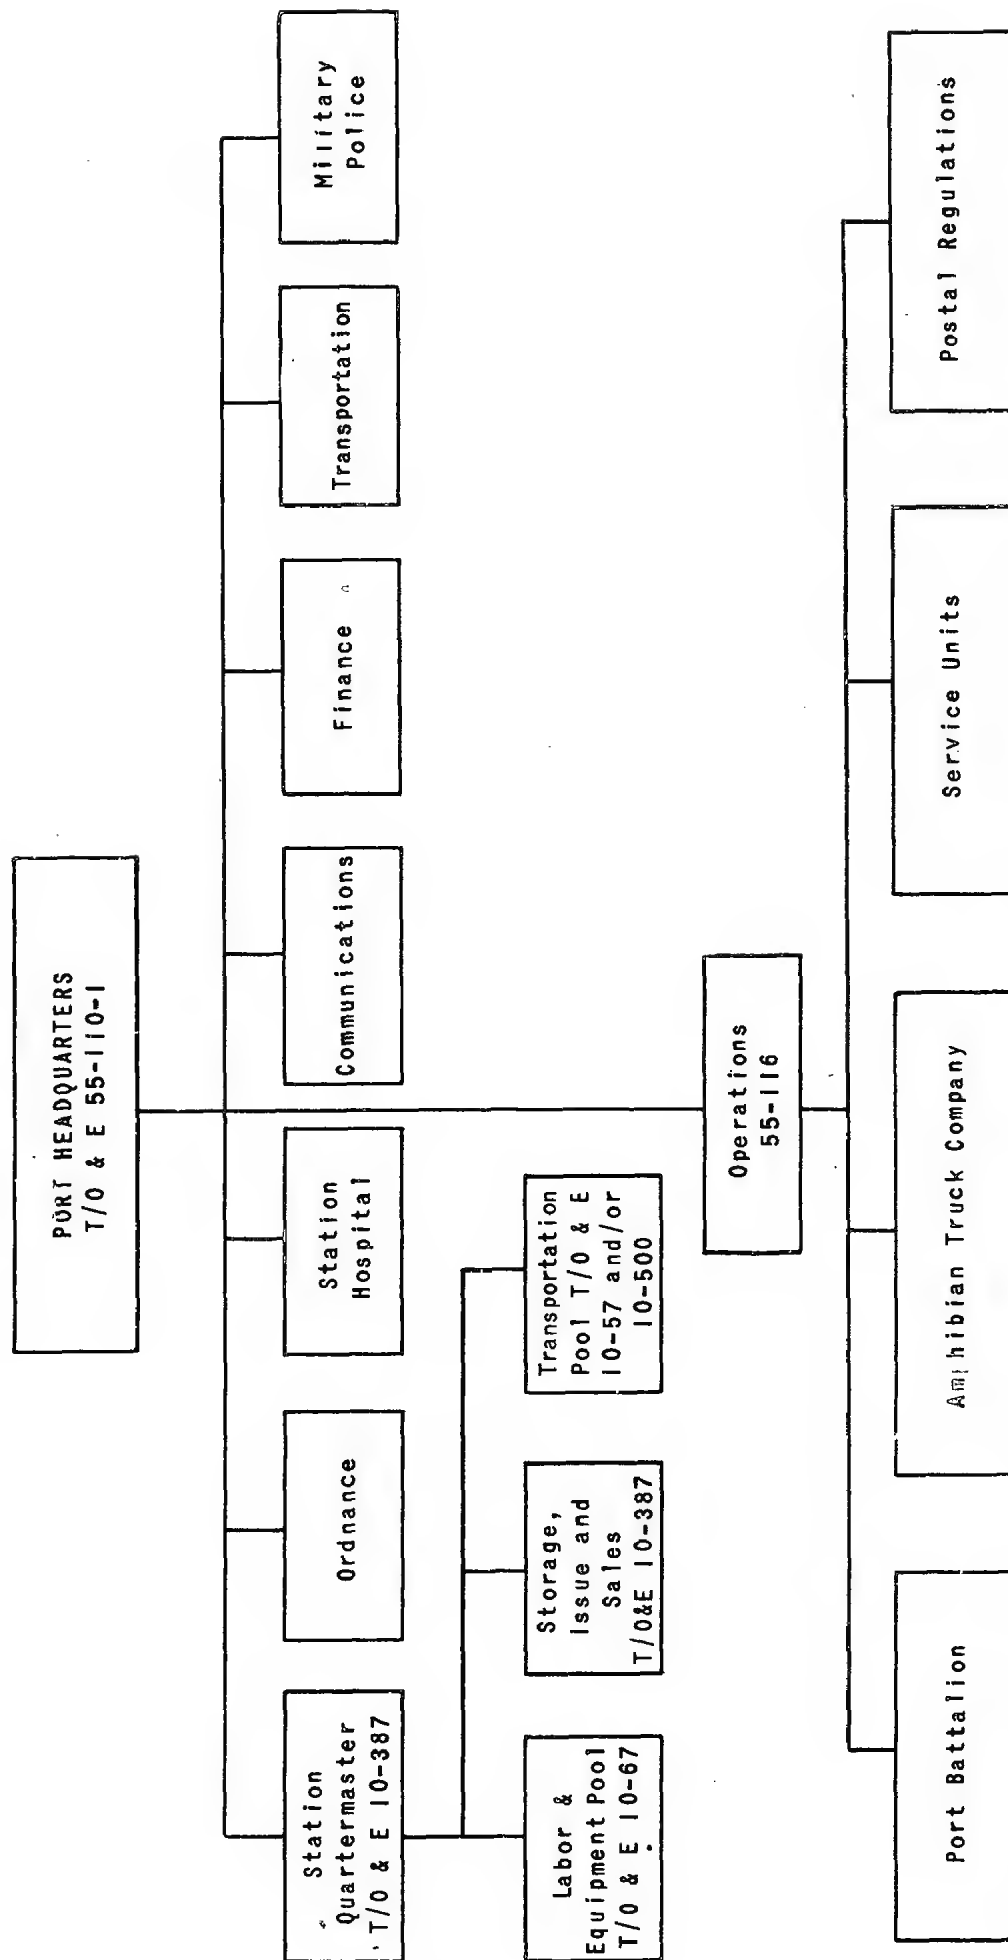 PORT HEADQUARTERS
T/O & E 55-110-1
Station
Quartermaster
T/O & E 10-387
Ordnance
Station
Hospital
Communications
Finance
Transportation
Military
Police
Labor &
Equipment Pool
T/O & E 10-67
Storage,
Issue and
Sales
T/O&E 10-387
Transportation
Pool T/O & E
10-57 and/or
10-500
Operations
55-116
Port Battalion
Amphibian Truck Company
Service Units
Postal Regulations